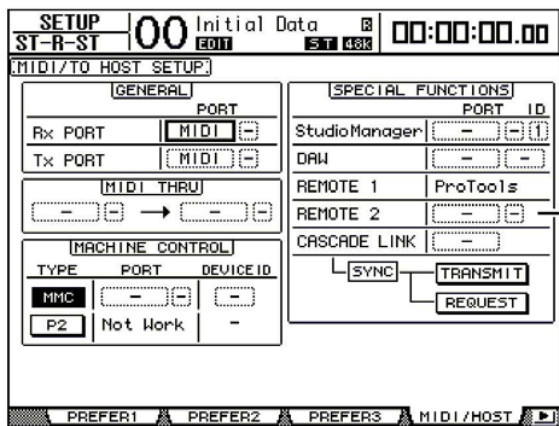 SETUP
ST-R-ST
00
Initial Data
EDIT
ST 48K
00:00:00.00
MIDI/TO HOST SETUP
GENERAL
PORT
Rx PORT MIDI -
Tx PORT MIDI -
MIDI THRU
- - → - -
MACHINE CONTROL
TYPE PORT DEVICE ID
MMC - - -
P2 Not Work -
SPECIAL FUNCTIONS
PORT ID
StudioManager - - 1
DAW - -
REMOTE 1 ProTools
REMOTE 2 - -
CASCADE LINK -
SYNC TRANSMIT
REQUEST
PREFER1 PREFER2 PREFER3 MIDI/HOST